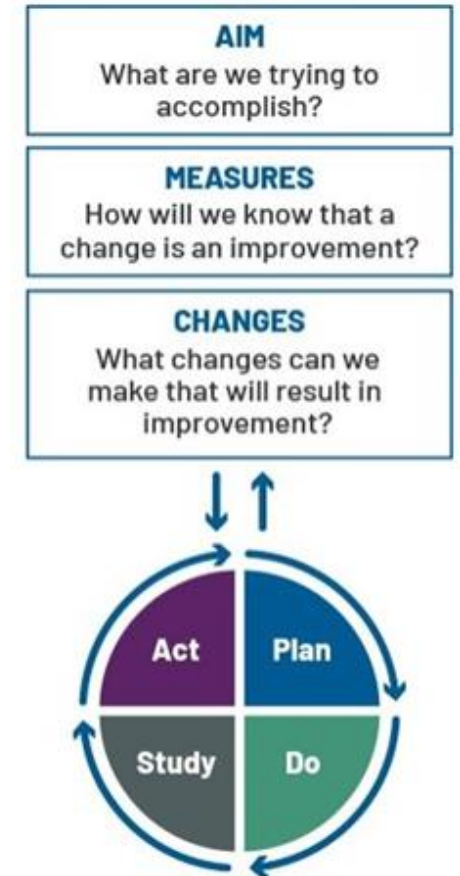 AIM
What are we trying to
accomplish?
MEASURES
How will we know that a
change is an improvement?
CHANGES
What changes can we
make that will result in
improvement?
Act
Plan
Study
Do